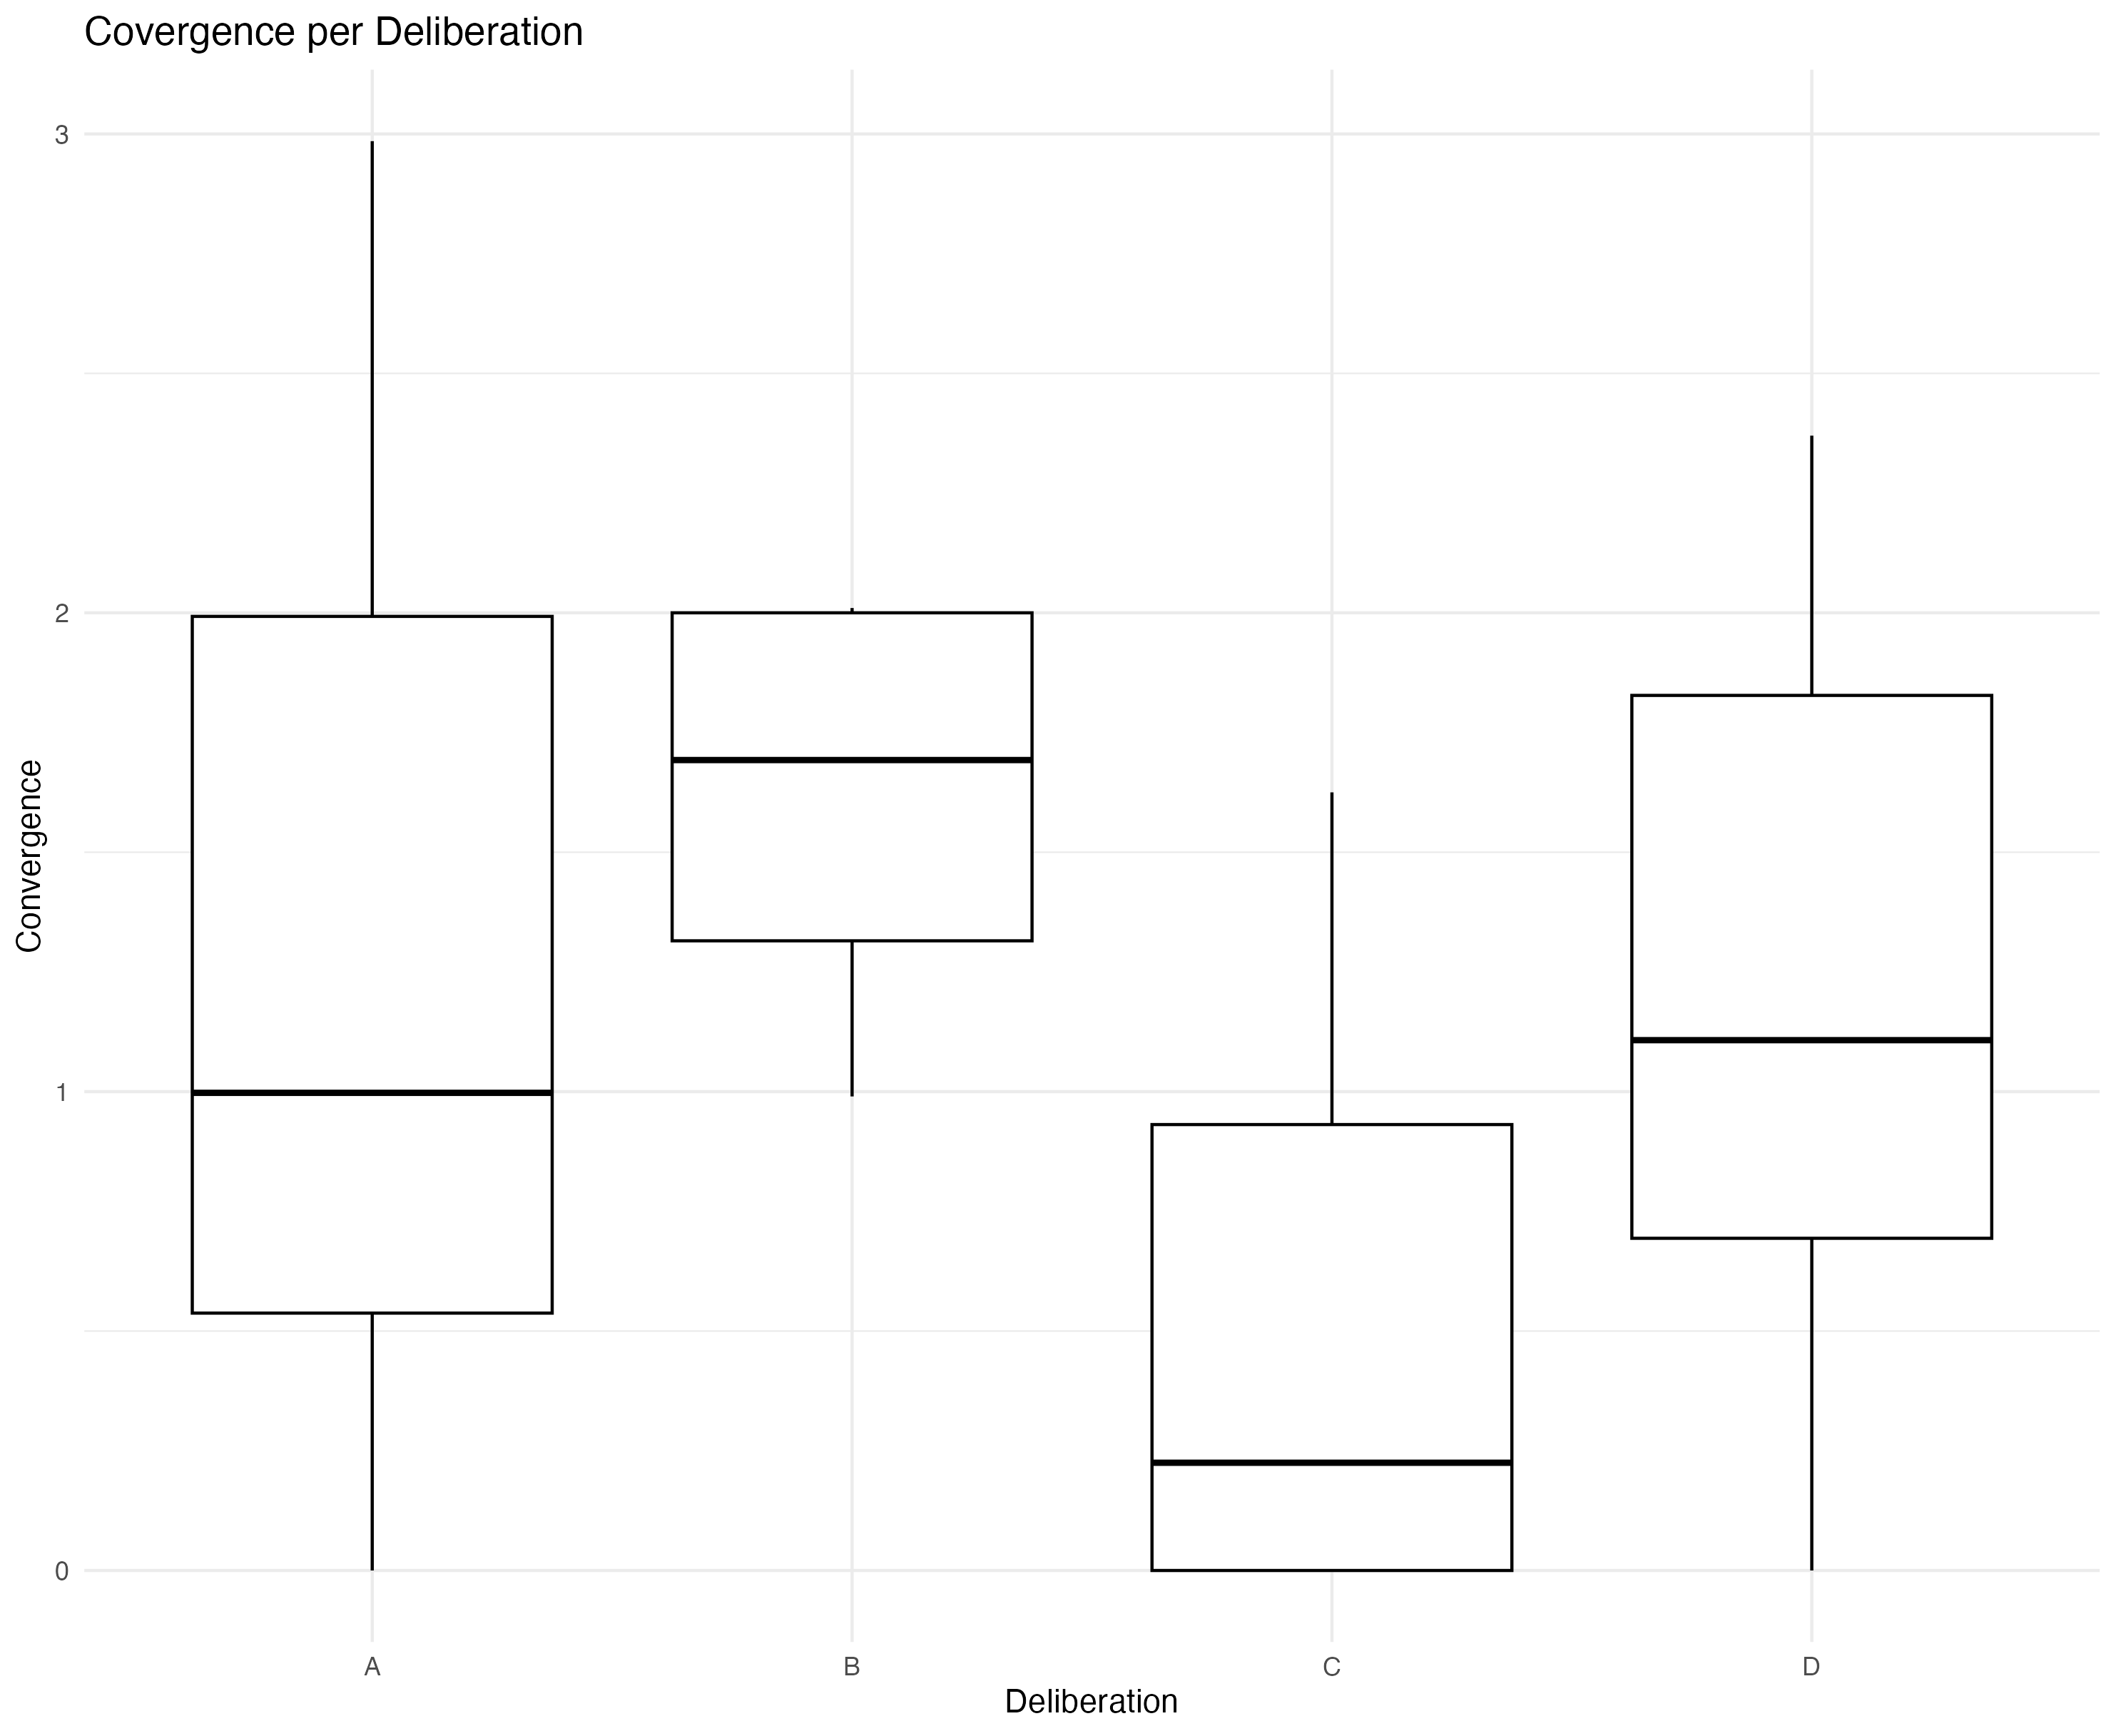 Covergence per Deliberation
Convergence
3
2
1
0
A B C D
Deliberation